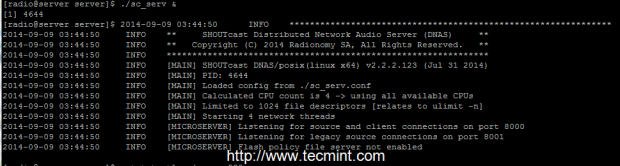 [radio@server server]$ ./sc_serv &
[1] 4644
[radio@server server]$ 2014-09-09 03:44:50 INFO *******************************************************************
2014-09-09 03:44:50 INFO ** SHOUTcast Distributed Network Audio Server (DNAS) **
2014-09-09 03:44:50 INFO ** Copyright (C) 2014 Radionomy SA, All Rights Reserved. **
2014-09-09 03:44:50 INFO *******************************************************************
2014-09-09 03:44:50 INFO [MAIN] SHOUTcast DNAS/posix(linux x64) v2.2.2.123 (Jul 31 2014)
2014-09-09 03:44:50 INFO [MAIN] PID: 4644
2014-09-09 03:44:50 INFO [MAIN] Loaded config from ./sc_serv.conf
2014-09-09 03:44:50 INFO [MAIN] Calculated CPU count is 4 -> using all available CPUs
2014-09-09 03:44:50 INFO [MAIN] Limited to 1024 file descriptors [relates to ulimit -n]
2014-09-09 03:44:50 INFO [MAIN] Starting 4 network threads
2014-09-09 03:44:50 INFO [MICROSERVER] Listening for source and client connections on port 8000
2014-09-09 03:44:50 INFO [MICROSERVER] Listening for legacy source connections on port 8001
2014-09-09 03:44:50 INFO [MICROSERVER] Flash policy file server not enabled
http://www.tecmint.com